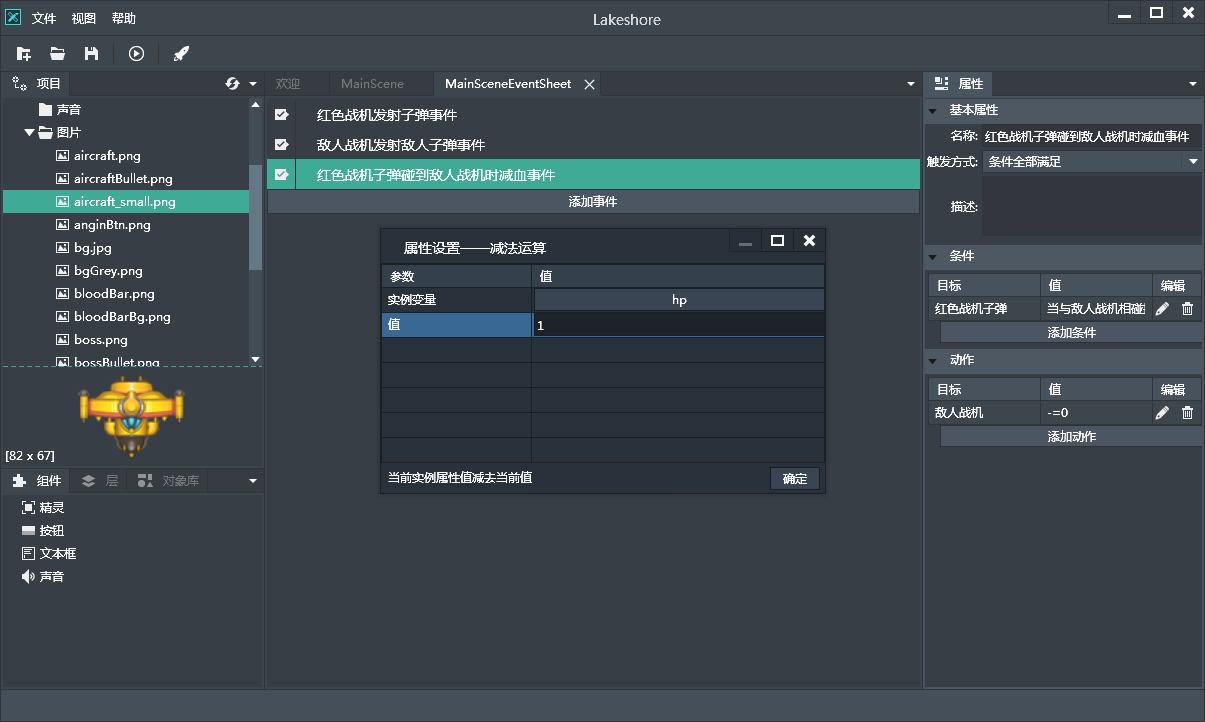 文件 视图 帮助
Lakeshore
项目
声音
图片
aircraft.png
aircraftBullet.png
aircraft_small.png
anginBtn.png
bg.jpg
bgGrey.png
bloodBar.png
bloodBarBg.png
boss.png
bossBullet.png
[82 x 67]
组件 层 对象库
精灵
按钮
文本框
声音
欢迎 MainScene MainSceneEventSheet
红色战机发射子弹事件
敌人战机发射敌人子弹事件
红色战机子弹碰到敌人战机时减血事件
添加事件
属性设置——减法运算
参数 值
实例变量 hp
值 1
当前实例属性值减去当前值
确定
属性
基本属性
名称: 红色战机子弹碰到敌人战机时减血事件
触发方式: 条件全部满足
描述:
条件
目标 值 编辑
红色战机子弹 当与敌人战机相碰
添加条件
动作
目标 值 编辑
敌人战机 -=0
添加动作